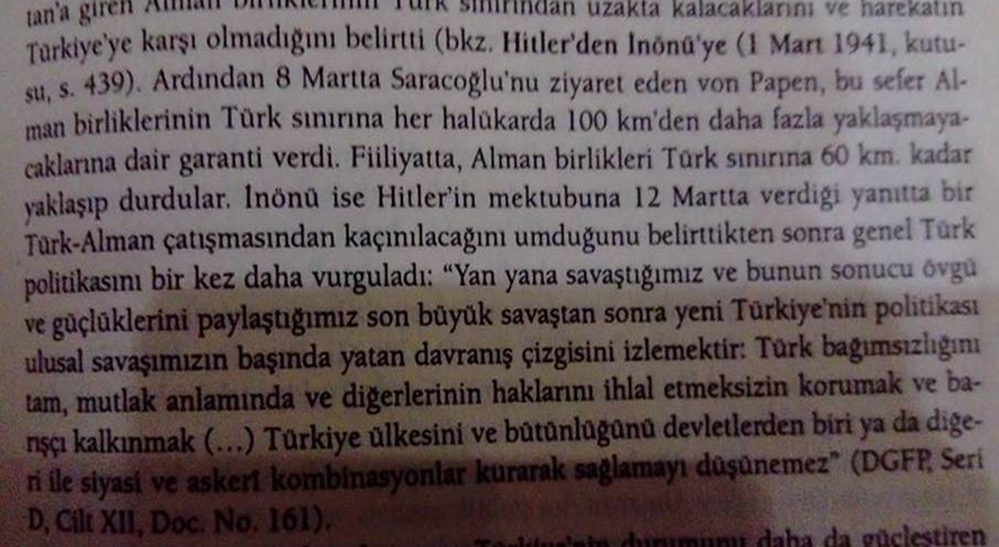 tan'a giren Alman birliklerinin Türk sınırından uzakta kalacaklarını ve harekatın
Türkiye'ye karşı olmadığını belirtti (bkz. Hitler'den İnönü'ye (1 Mart 1941, kutu-
su, s. 439). Ardından 8 Martta Saracoğlu'nu ziyaret eden von Papen, bu sefer Al-
man birliklerinin Türk sınırına her halükarda 100 km'den daha fazla yaklaşmaya-
caklarına dair garanti verdi. Fiiliyatta, Alman birlikleri Türk sınırına 60 km. kadar
yaklaşıp durdular. İnönü ise Hitler'in mektubuna 12 Martta verdiği yanıtta bir
Türk-Alman çatışmasından kaçınılacağını umduğunu belirttikten sonra genel Türk
politikasını bir kez daha vurguladı: “Yan yana savaştığımız ve bunun sonucu övgü
ve güçlüklerini paylaştığımız son büyük savaştan sonra yeni Türkiye'nin politikası
ulusal savaşımızın başında yatan davranış çizgisini izlemektir: Türk bağımsızlığını
tam, mutlak anlamında ve diğerlerinin haklarını ihlal etmeksizin korumak ve ba-
rışçı kalkınmak (...) Türkiye ülkesini ve bütünlüğünü devletlerden biri ya da diğe-
ri ile siyasi ve askerî kombinasyonlar kurarak sağlamayı düşünemez” (DGFP, Seri
D, Cilt XII, Doc. No. 161).
Türkiye'nin durumunu daha da güçleştiren